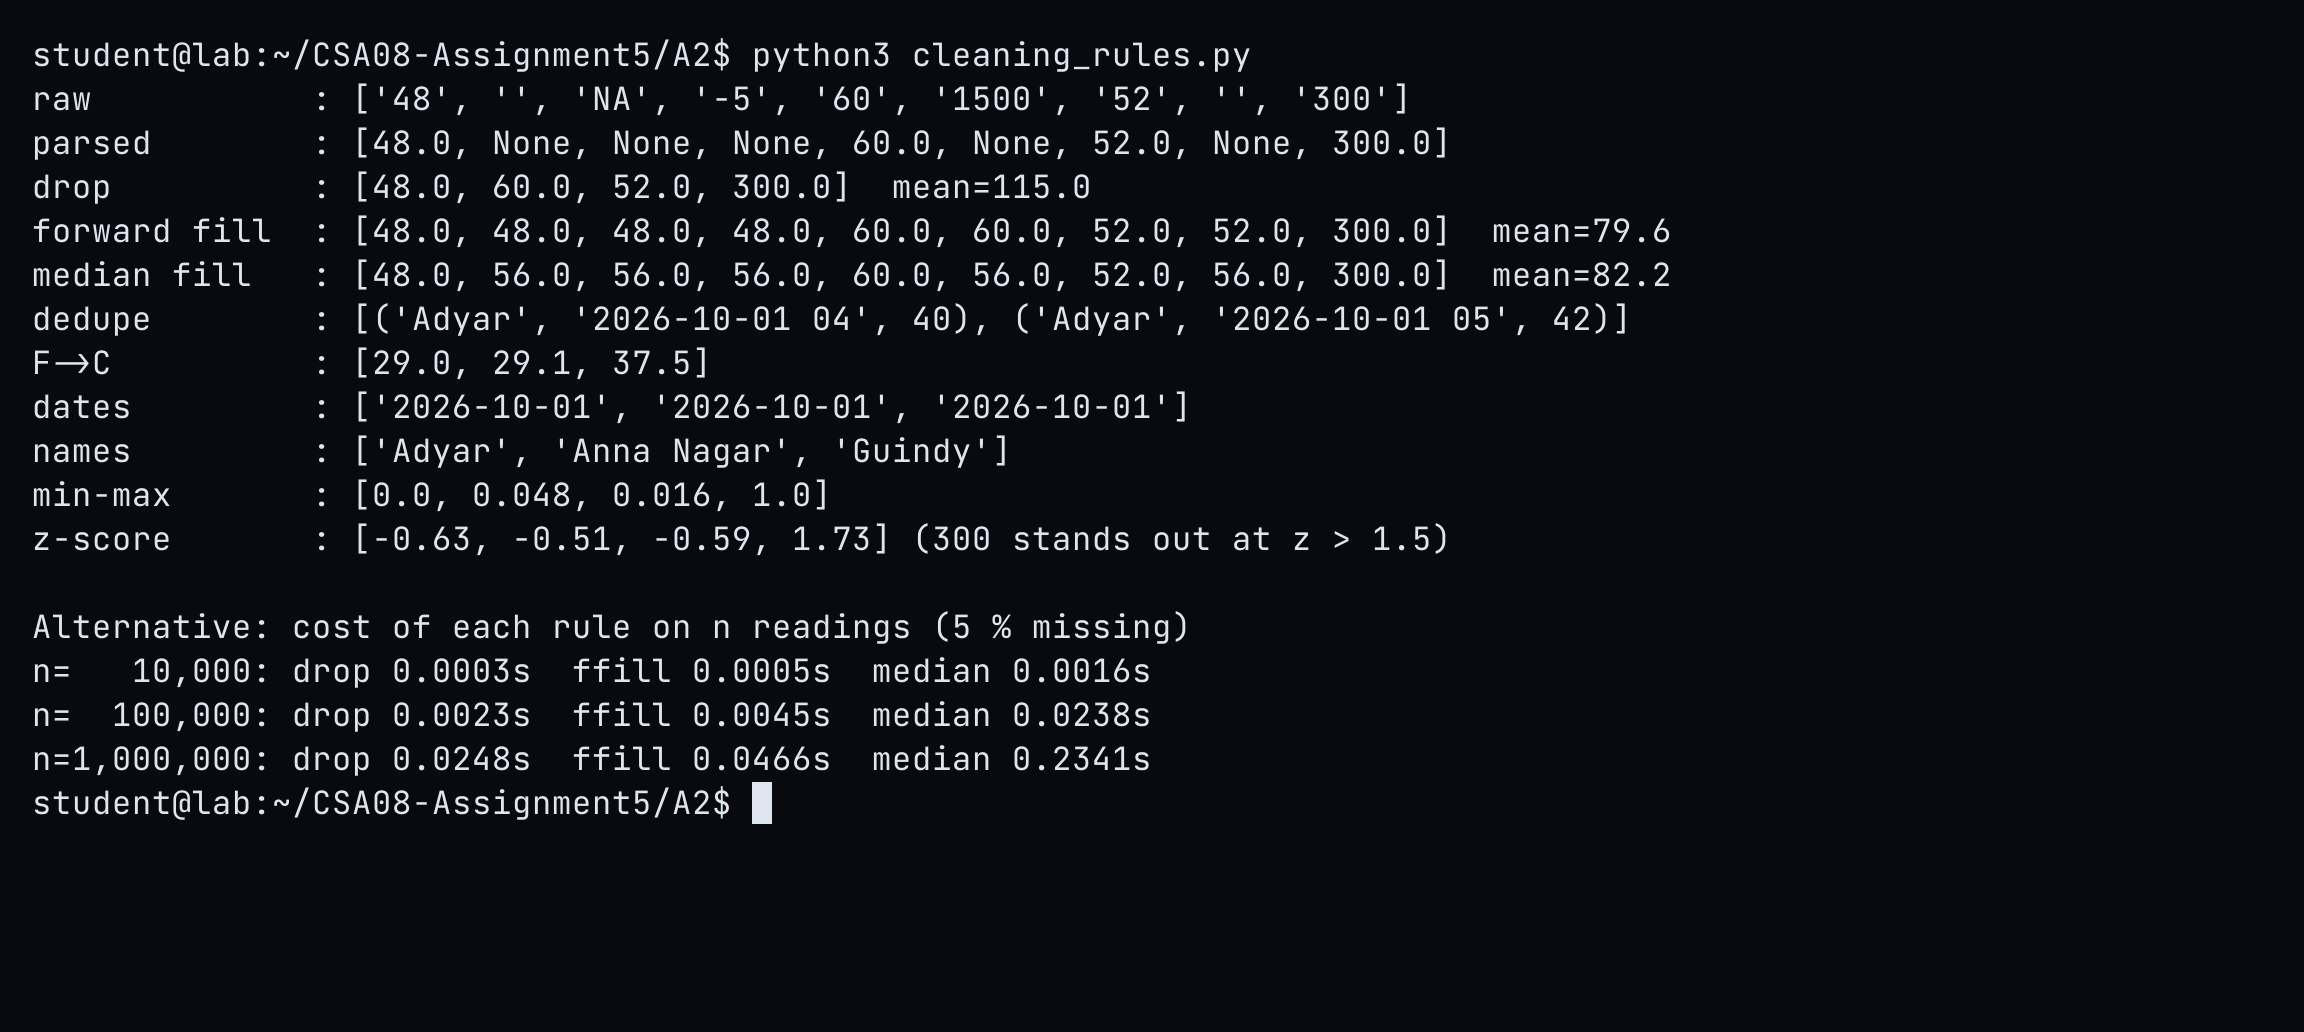 student@lab:~/CSA08-Assignment5/A2$ python3 cleaning_rules.py
raw            : ['48', '', 'NA', '-5', '60', '1500', '52', '', '300']
parsed         : [48.0, None, None, None, 60.0, None, 52.0, None, 300.0]
drop           : [48.0, 60.0, 52.0, 300.0]  mean=115.0
forward fill   : [48.0, 48.0, 48.0, 48.0, 60.0, 60.0, 52.0, 52.0, 300.0]  mean=79.6
median fill    : [48.0, 56.0, 56.0, 56.0, 60.0, 56.0, 52.0, 56.0, 300.0]  mean=82.2
dedupe         : [('Adyar', '2026-10-01 04', 40), ('Adyar', '2026-10-01 05', 42)]
F→C            : [29.0, 29.1, 37.5]
dates          : ['2026-10-01', '2026-10-01', '2026-10-01']
names          : ['Adyar', 'Anna Nagar', 'Guindy']
min-max        : [0.0, 0.048, 0.016, 1.0]
z-score        : [-0.63, -0.51, -0.59, 1.73] (300 stands out at z > 1.5)
Alternative: cost of each rule on n readings (5 % missing)
n=   10,000: drop 0.0003s  ffill 0.0005s  median 0.0016s
n=  100,000: drop 0.0023s  ffill 0.0045s  median 0.0238s
n=1,000,000: drop 0.0248s  ffill 0.0466s  median 0.2341s
student@lab:~/CSA08-Assignment5/A2$